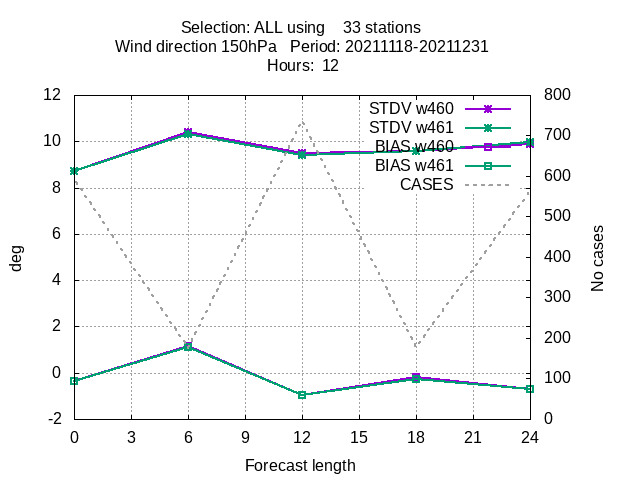 Selection: ALL using 33 stations
Wind direction 150hPa Period: 20211118-20211231
Hours: 12
12 800
STDV w460
STDV w461
BIAS w460
BIAS w461
CASES
10 700
8 600
500
6
400
4
300
2
200
0
100
-2 0
deg
No cases
0 3 6 9 12 15 18 21 24
Forecast length